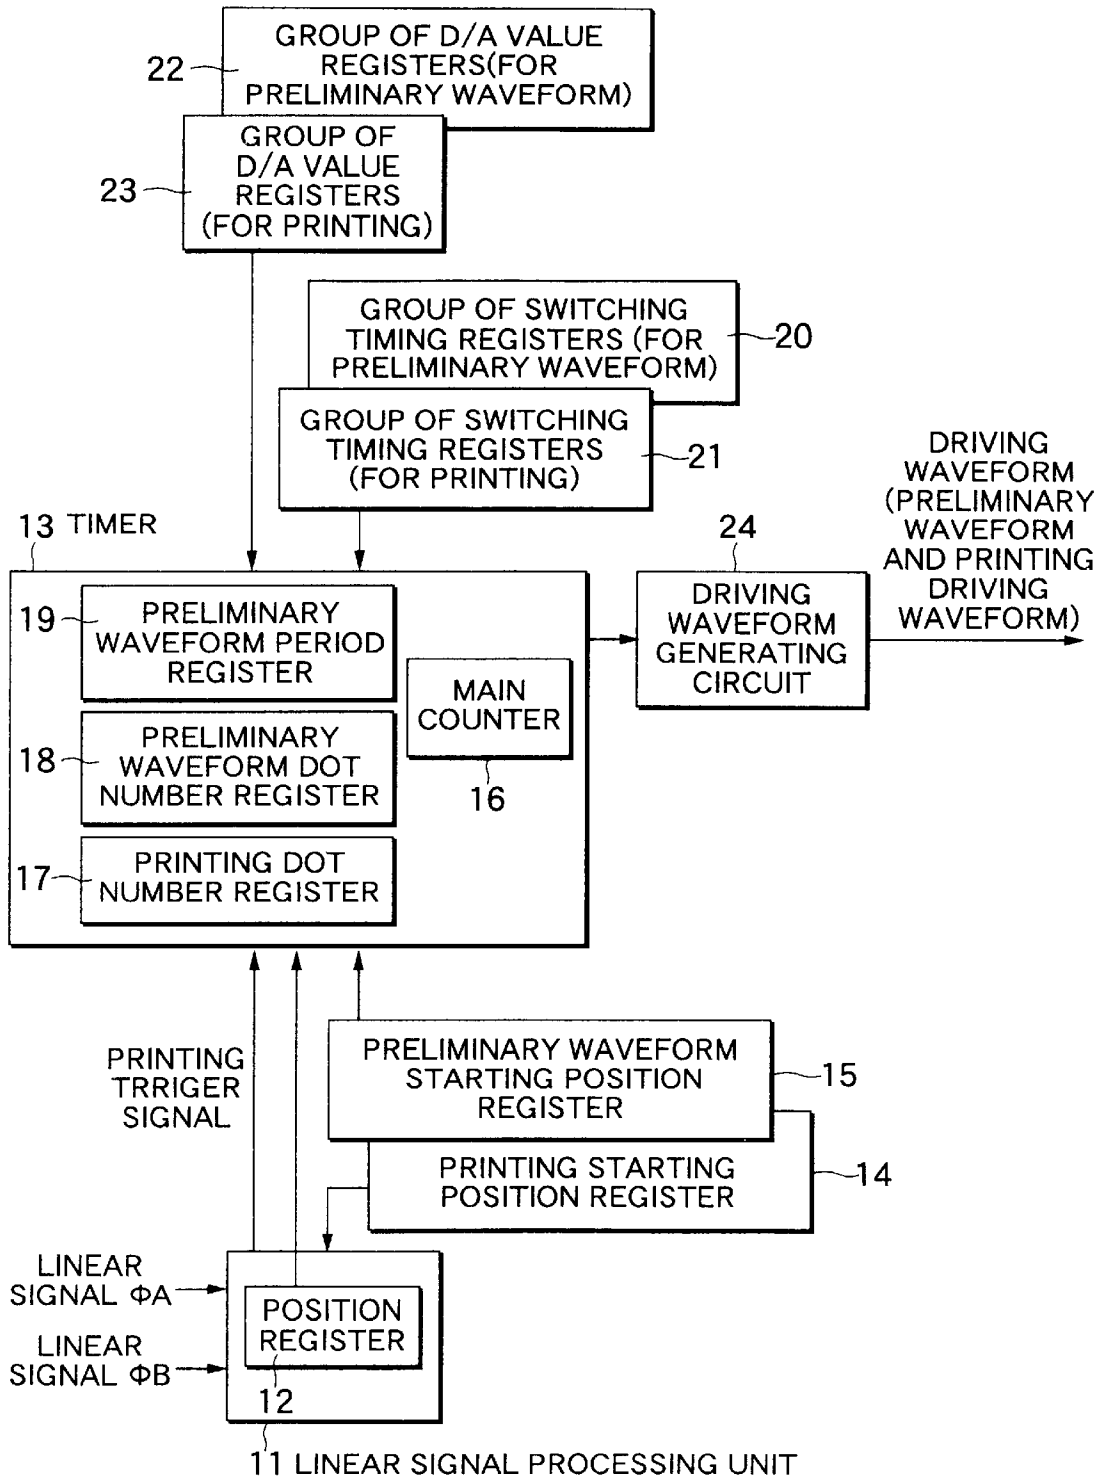 GROUP OF D/A VALUE
REGISTERS(FOR
PRELIMINARY WAVEFORM)
22
GROUP OF
D/A VALUE
REGISTERS
(FOR PRINTING)
23
GROUP OF SWITCHING
TIMING REGISTERS (FOR
PRELIMINARY WAVEFORM)
20
GROUP OF SWITCHING
TIMING REGISTERS
(FOR PRINTING)
21
DRIVING
WAVEFORM
(PRELIMINARY
WAVEFORM
AND PRINTING
DRIVING
WAVEFORM)
13 TIMER
24
DRIVING
WAVEFORM
GENERATING
CIRCUIT
19
PRELIMINARY
WAVEFORM PERIOD
REGISTER
MAIN
COUNTER
16
18
PRELIMINARY
WAVEFORM DOT
NUMBER REGISTER
17
PRINTING DOT
NUMBER REGISTER
PRINTING
TRRIGER
SIGNAL
PRELIMINARY WAVEFORM
STARTING POSITION
REGISTER
15
PRINTING STARTING
POSITION REGISTER
14
LINEAR
SIGNAL ΦA
POSITION
REGISTER
12
LINEAR
SIGNAL ΦB
11 LINEAR SIGNAL PROCESSING UNIT